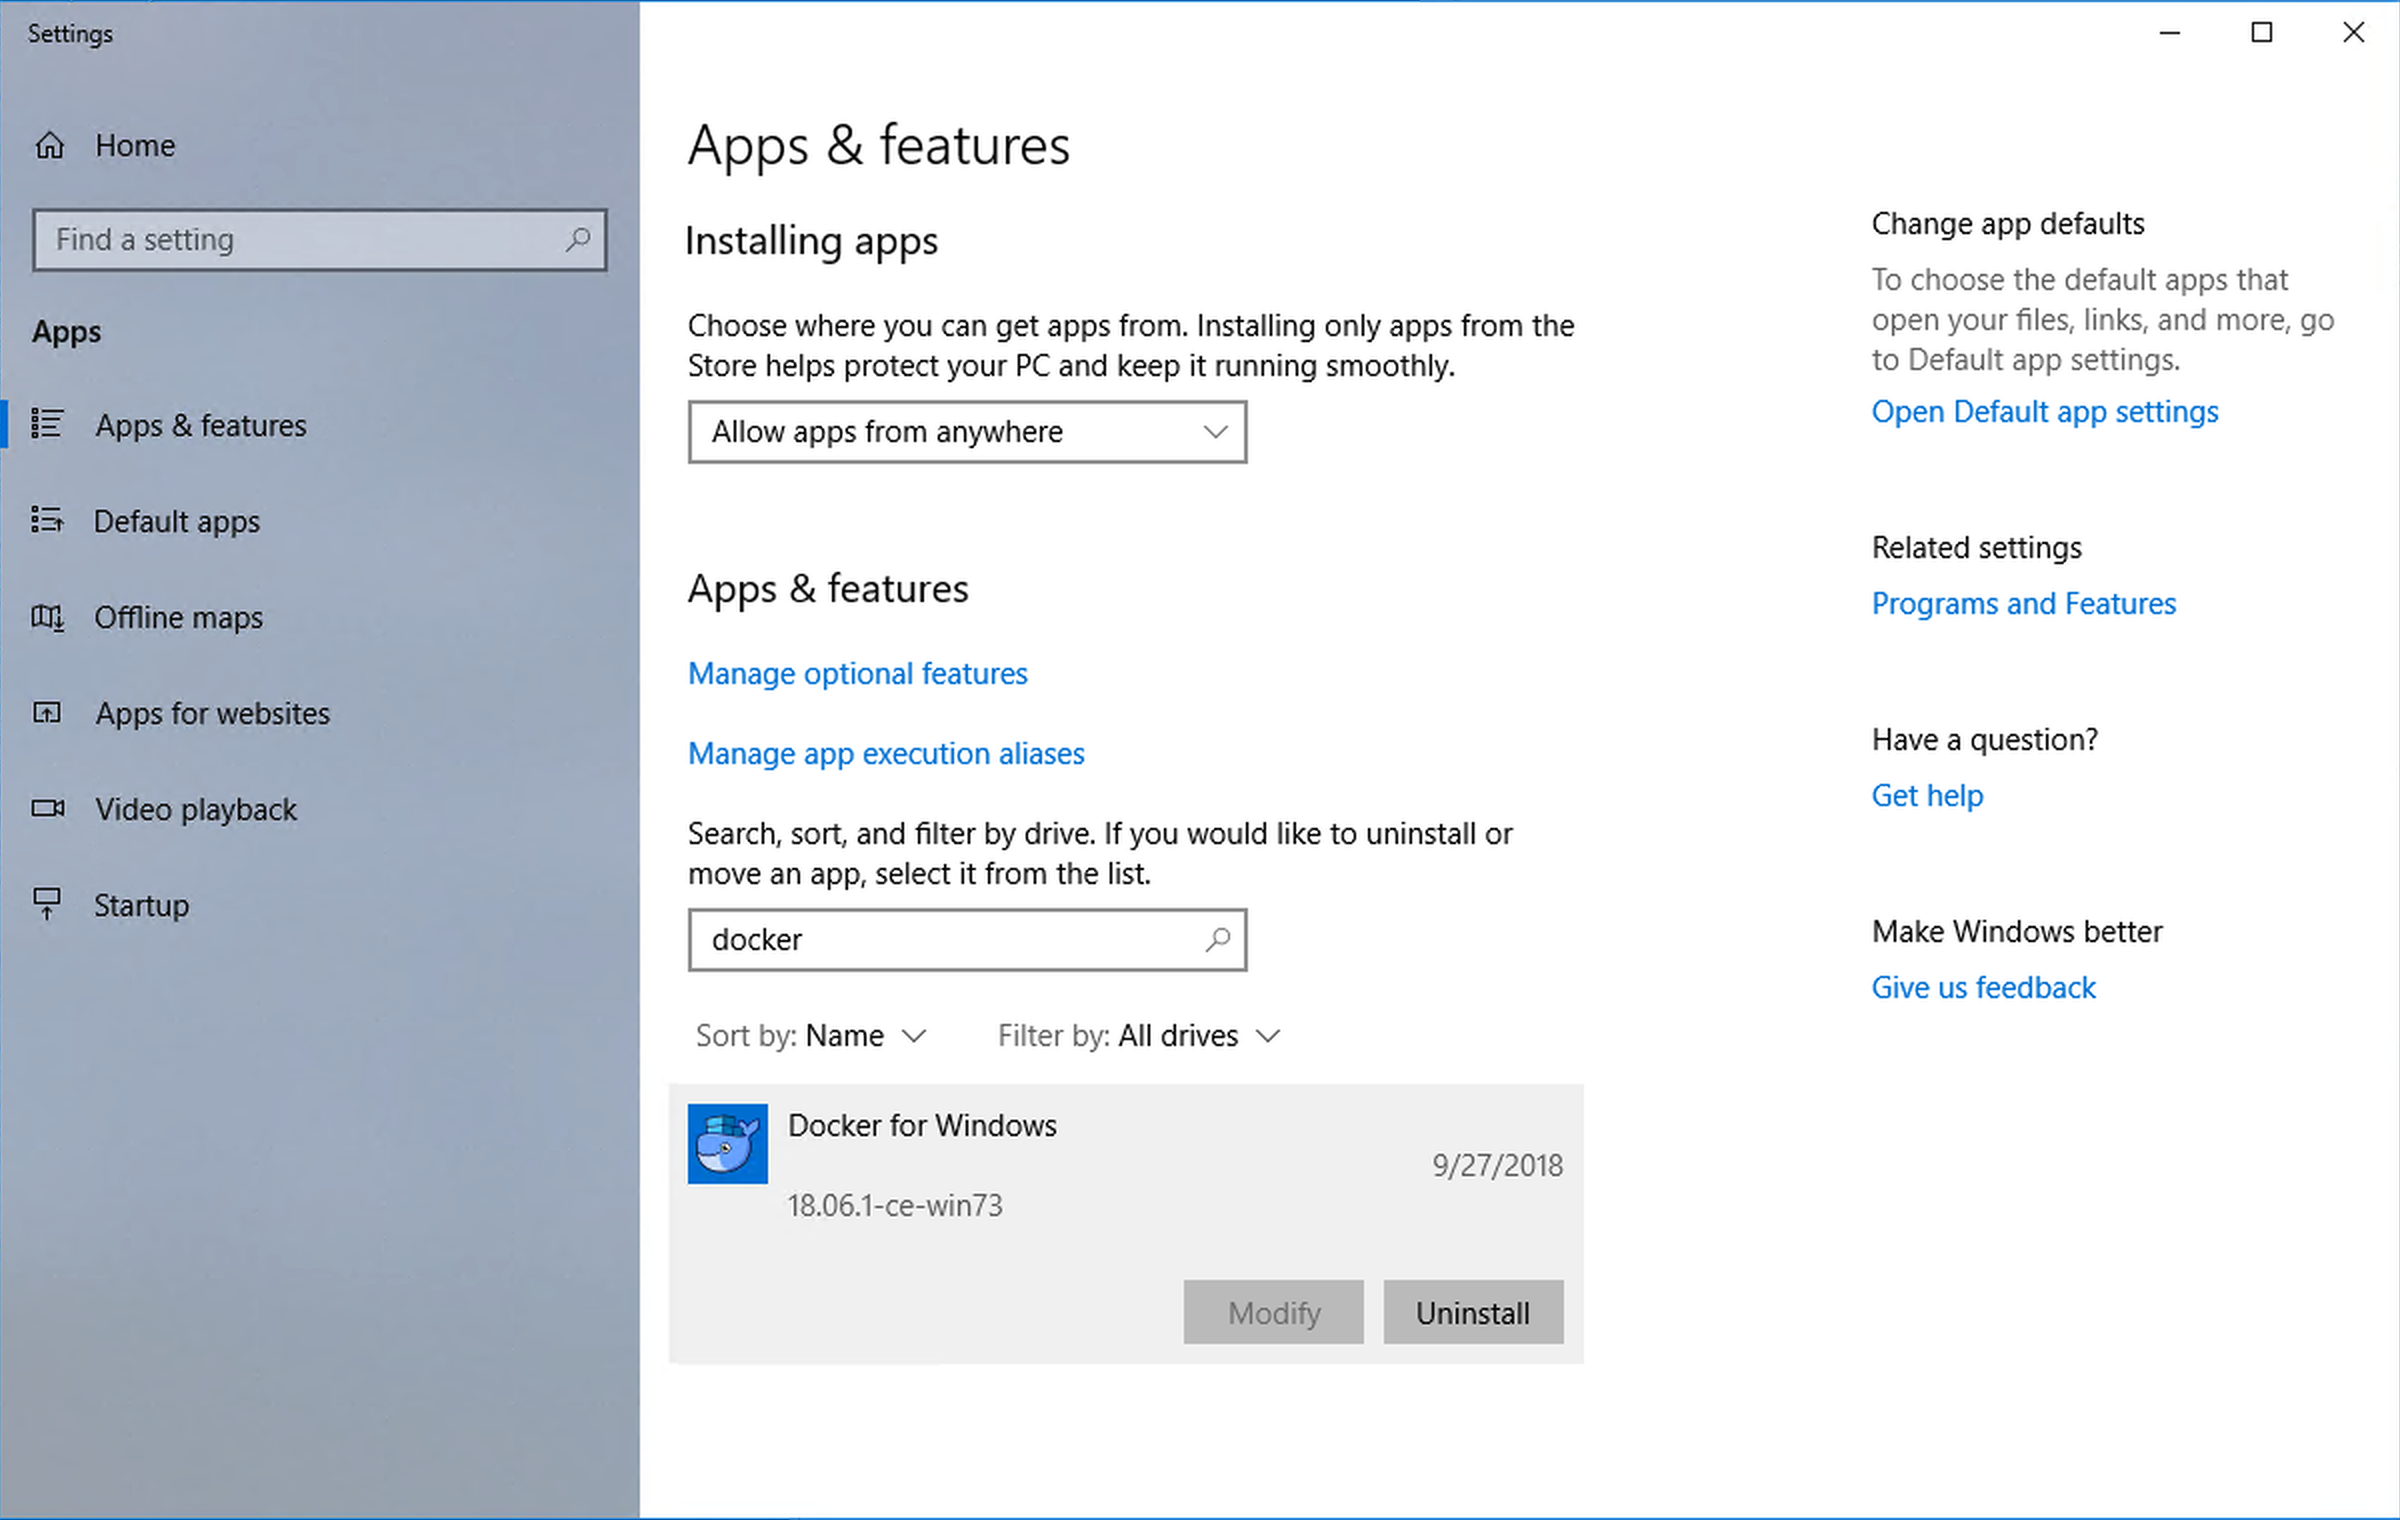 Settings
Home
Find a setting
Apps
Apps & features
Default apps
Offline maps
Apps for websites
Video playback
Startup
Apps & features
Installing apps
Choose where you can get apps from. Installing only apps from the
Store helps protect your PC and keep it running smoothly.
Allow apps from anywhere
Apps & features
Manage optional features
Manage app execution aliases
Search, sort, and filter by drive. If you would like to uninstall or
move an app, select it from the list.
docker
Sort by: Name Filter by: All drives
Docker for Windows
9/27/2018
18.06.1-ce-win73
Modify Uninstall
Change app defaults
To choose the default apps that
open your files, links, and more, go
to Default app settings.
Open Default app settings
Related settings
Programs and Features
Have a question?
Get help
Make Windows better
Give us feedback